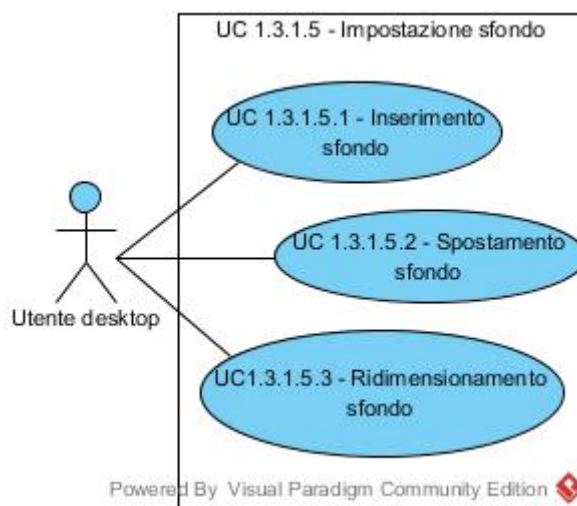 UC 1.3.1.5 - Impostazione sfondo
UC 1.3.1.5.1 - Inserimento
sfondo
UC 1.3.1.5.2 - Spostamento
sfondo
Utente desktop
UC1.3.1.5.3 - Ridimensionamento
sfondo
Powered By Visual Paradigm Community Edition